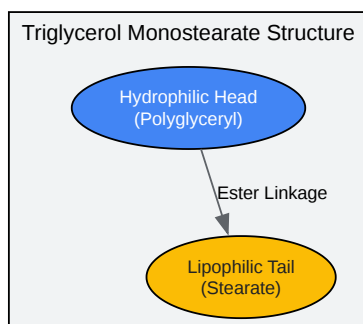 Triglycerol Monostearate Structure
Hydrophilic Head
(Polyglyceryl)
Ester Linkage
Lipophilic Tail
(Stearate)